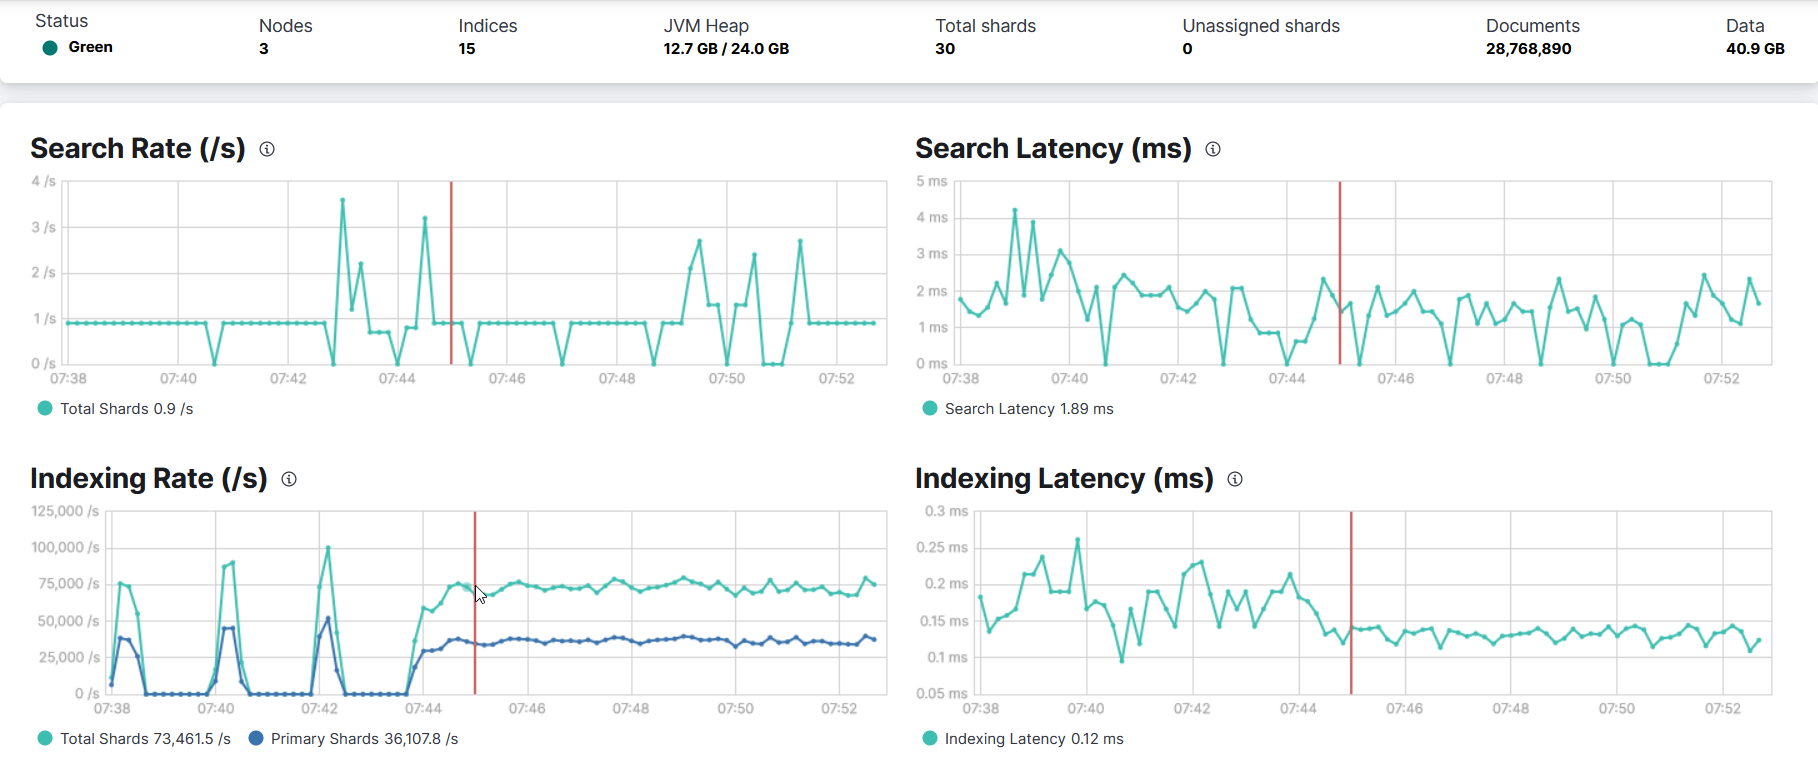 Status Nodes Indices JVM Heap Total shards Unassigned shards Documents Data
Green 3 15 12.7 GB / 24.0 GB 30 0 28,768,890 40.9 GB
Search Rate (/s)
4 /s
3 /s
2 /s
1 /s
0 /s
07:38 07:40 07:42 07:44 07:46 07:48 07:50 07:52
Total Shards 0.9 /s
Search Latency (ms)
5 ms
4 ms
3 ms
2 ms
1 ms
0 ms
07:38 07:40 07:42 07:44 07:46 07:48 07:50 07:52
Search Latency 1.89 ms
Indexing Rate (/s)
125,000 /s
100,000 /s
75,000 /s
50,000 /s
25,000 /s
0 /s
07:38 07:40 07:42 07:44 07:46 07:48 07:50 07:52
Total Shards 73,461.5 /s Primary Shards 36,107.8 /s
Indexing Latency (ms)
0.3 ms
0.25 ms
0.2 ms
0.15 ms
0.1 ms
0.05 ms
07:38 07:40 07:42 07:44 07:46 07:48 07:50 07:52
Indexing Latency 0.12 ms